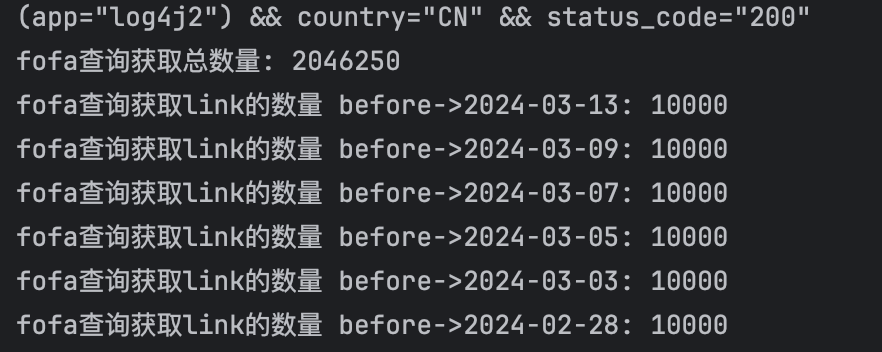 (app="log4j2") && country="CN" && status_code="200"
fofa查询获取总数量: 2046250
fofa查询获取link的数量 before->2024-03-13: 10000
fofa查询获取link的数量 before->2024-03-09: 10000
fofa查询获取link的数量 before->2024-03-07: 10000
fofa查询获取link的数量 before->2024-03-05: 10000
fofa查询获取link的数量 before->2024-03-03: 10000
fofa查询获取link的数量 before->2024-02-28: 10000